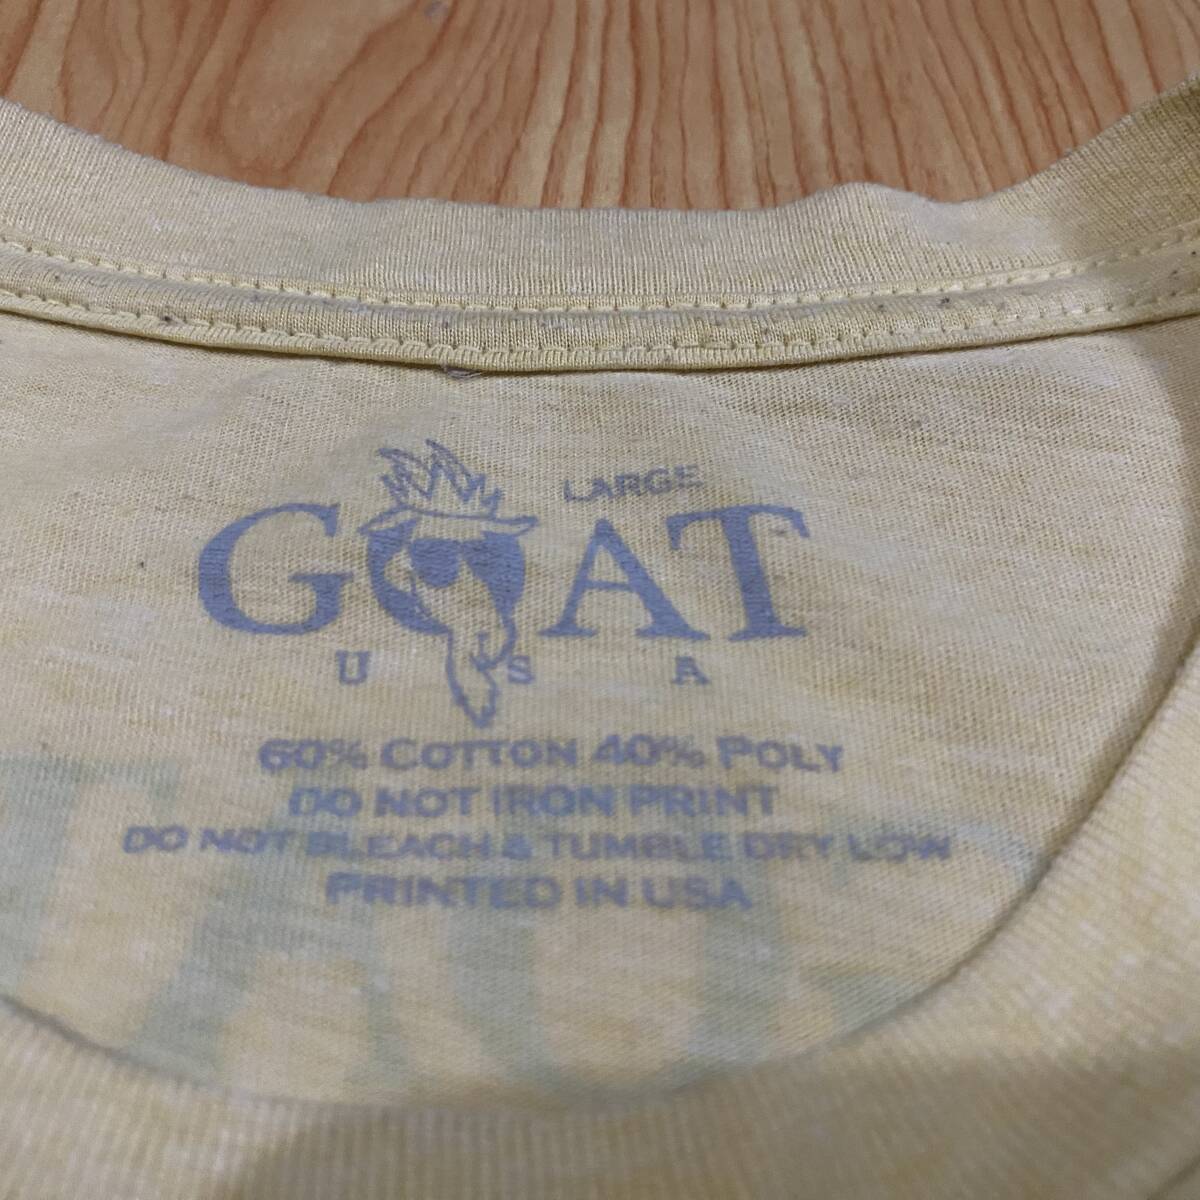 LARGE
GOAT
USA
60% COTTON 40% POLY
DO NOT IRON PRINT
DO NOT BLEACH & TUMBLE DRY LOW
PRINTED IN USA